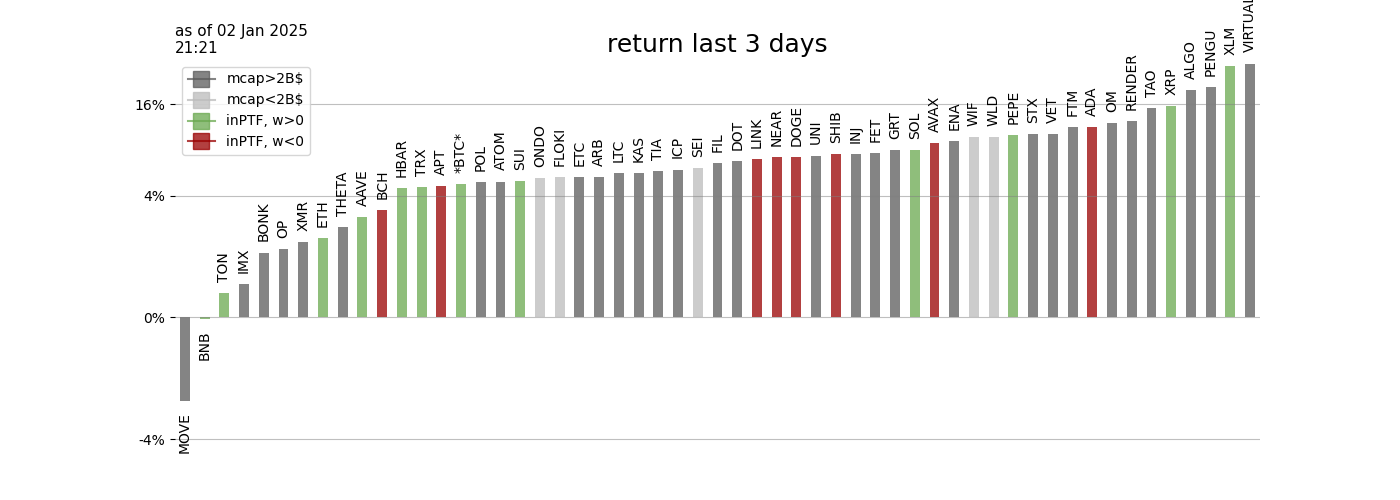 as of 02 Jan 2025
21:21
return last 3 days
mcap>2B$
mcap<2B$
inPTF, w>0
inPTF, w<0
16%
4%
0%
-4%
MOVE
BNB
TON
IMX
BONK
OP
XMR
ETH
THETA
AAVE
BCH
HBAR
TRX
APT
*BTC*
POL
ATOM
SUI
ONDO
FLOKI
ETC
ARB
LTC
KAS
TIA
ICP
SEI
FIL
DOT
LINK
NEAR
DOGE
UNI
SHIB
INJ
FET
GRT
SOL
AVAX
ENA
WIF
WLD
PEPE
STX
VET
FTM
ADA
OM
RENDER
TAO
XRP
ALGO
PENGU
XLM
VIRTUAL